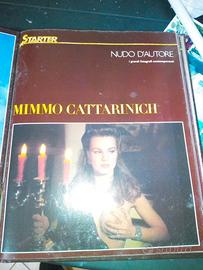 STARTER
NUDO D'AUTORE
i grandi fotografi contemporanei
MIMMO CATTARINICH